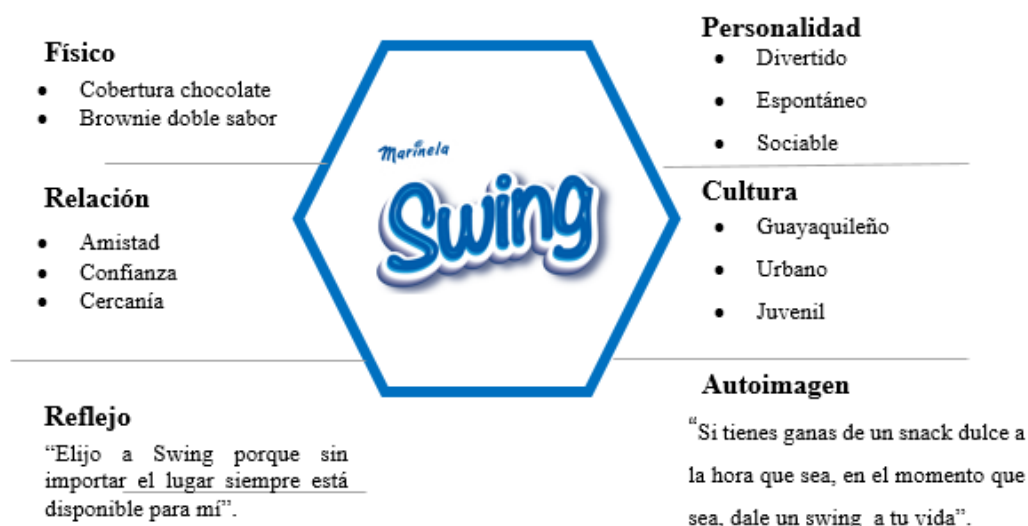 Físico
Cobertura chocolate
Brownie doble sabor
Relación
Amistad
Confianza
Cercanía
Reflejo
“Elijo a Swing porque sin
importar el lugar siempre está
disponible para mí”.
Marinela
Swing
Personalidad
Divertido
Espontáneo
Sociable
Cultura
Guayaquileño
Urbano
Juvenil
Autoimagen
“Si tienes ganas de un snack dulce a
la hora que sea, en el momento que
sea, dale un swing a tu vida”.